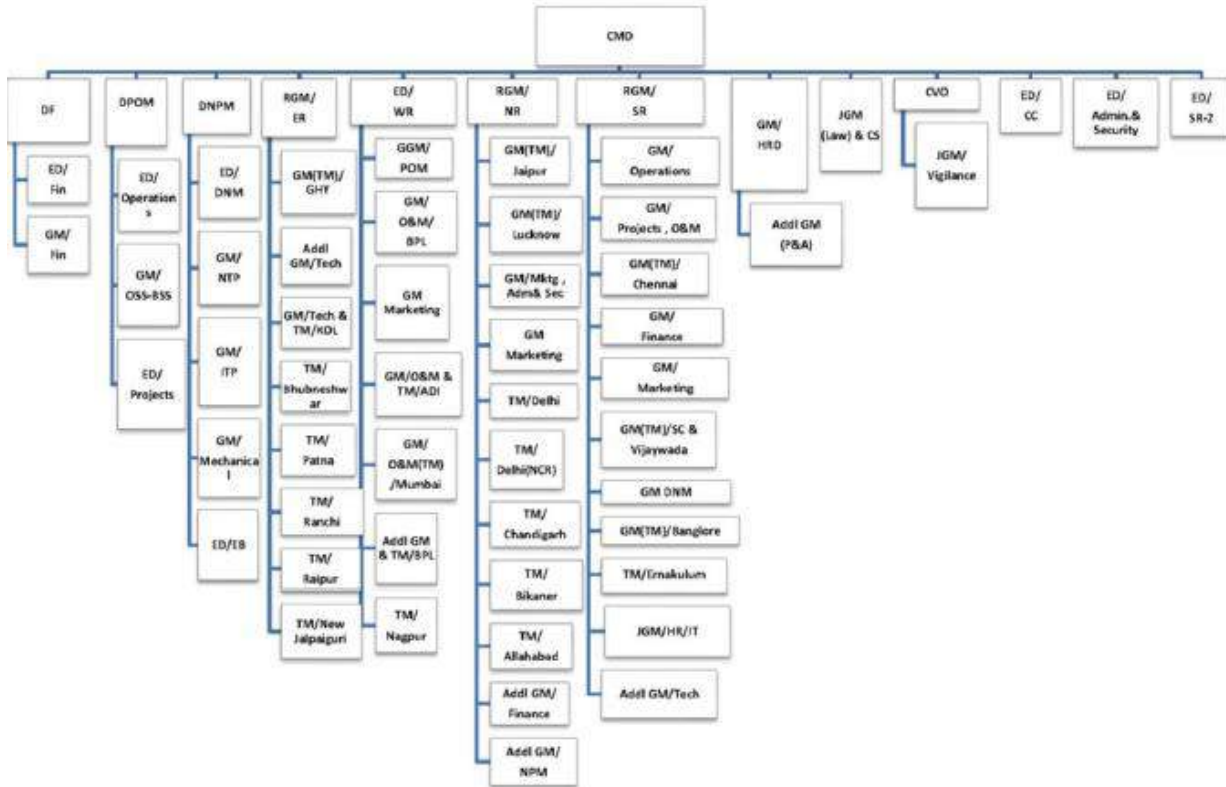 CMD
DF
ED/
Fin
GM/
Fin
DPOM
ED/
Operation
s
GM/
OSS-BSS
ED/
Projects
DNPM
ED/
DNM
GM/
NTP
GM/
ITP
GM/
Mechanica
l
ED/EB
RGM/
ER
GM(TM)/
GHY
Addl
GM/Tech
GM/Tech &
TM/KOL
TM/
Bhubneshw
ar
TM/
Patna
TM/
Ranchi
TM/
Raipur
TM/New
Jalpaiguri
ED/
WR
GGM/
POM
GM/
O&M/
BPL
GM
Marketing
GM/O&M &
TM/ADI
GM/
O&M(TM)
/Mumbai
Addl GM
& TM/BPL
TM/
Nagpur
RGM/
NR
GM(TM)/
Jaipur
GM(TM)/
Lucknow
GM/Mktg ,
Adm& Sec
GM
Marketing
TM/Delhi
TM/
Delhi(NCR)
TM/
Chandigarh
TM/
Bikaner
TM/
Allahabad
Addl GM/
Finance
Addl GM/
NPM
RGM/
SR
GM/
Operations
GM/
Projects , O&M
GM(TM)/
Chennai
GM/
Finance
GM/
Marketing
GM(TM)/SC &
Vijaywada
GM DNM
GM(TM)/Banglore
TM/Ernakulum
JGM/HR/IT
Addl GM/Tech
GM/
HRD
Addl GM
(P&A)
JGM
(Law) & CS
CVO
JGM/
Vigilance
ED/
CC
ED/
Admin.&
Security
ED/
SR-2